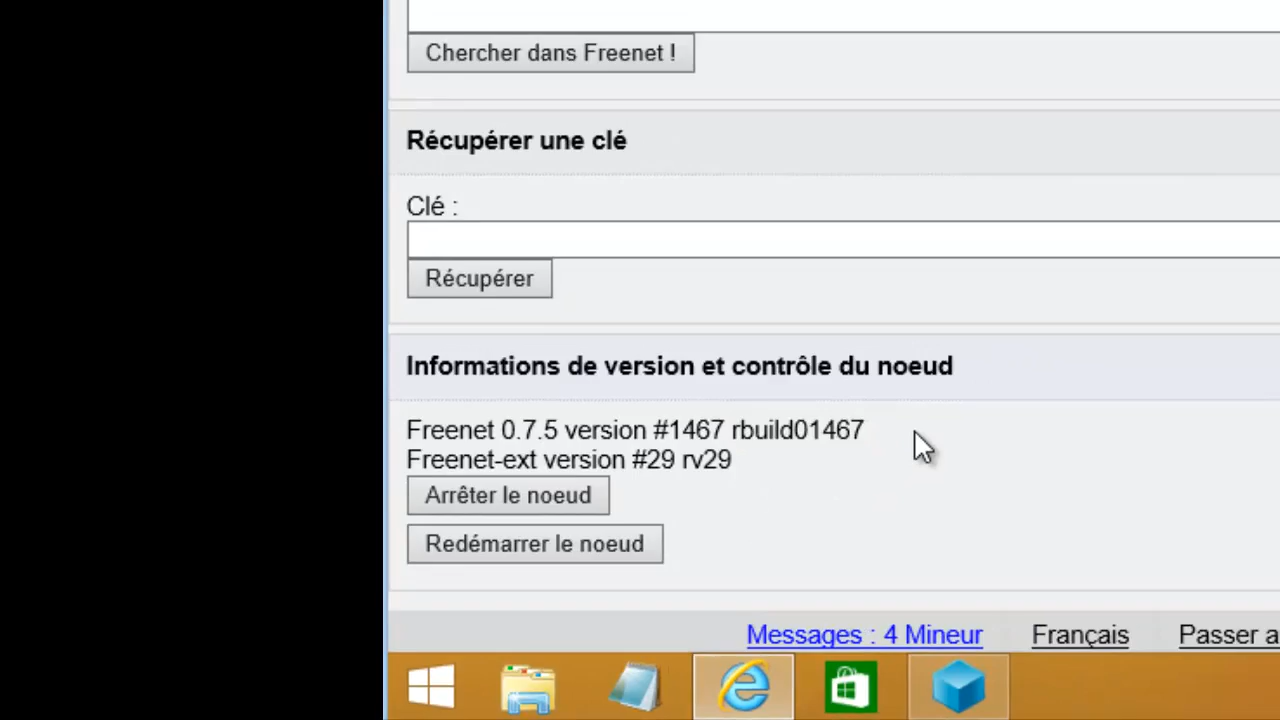 Chercher dans Freenet !
Récupérer une clé
Clé :
Récupérer
Informations de version et contrôle du noeud
Freenet 0.7.5 version #1467 rbuild01467
Freenet-ext version #29 rv29
Arrêter le noeud
Redémarrer le noeud
Messages : 4 Mineur Français Passer a